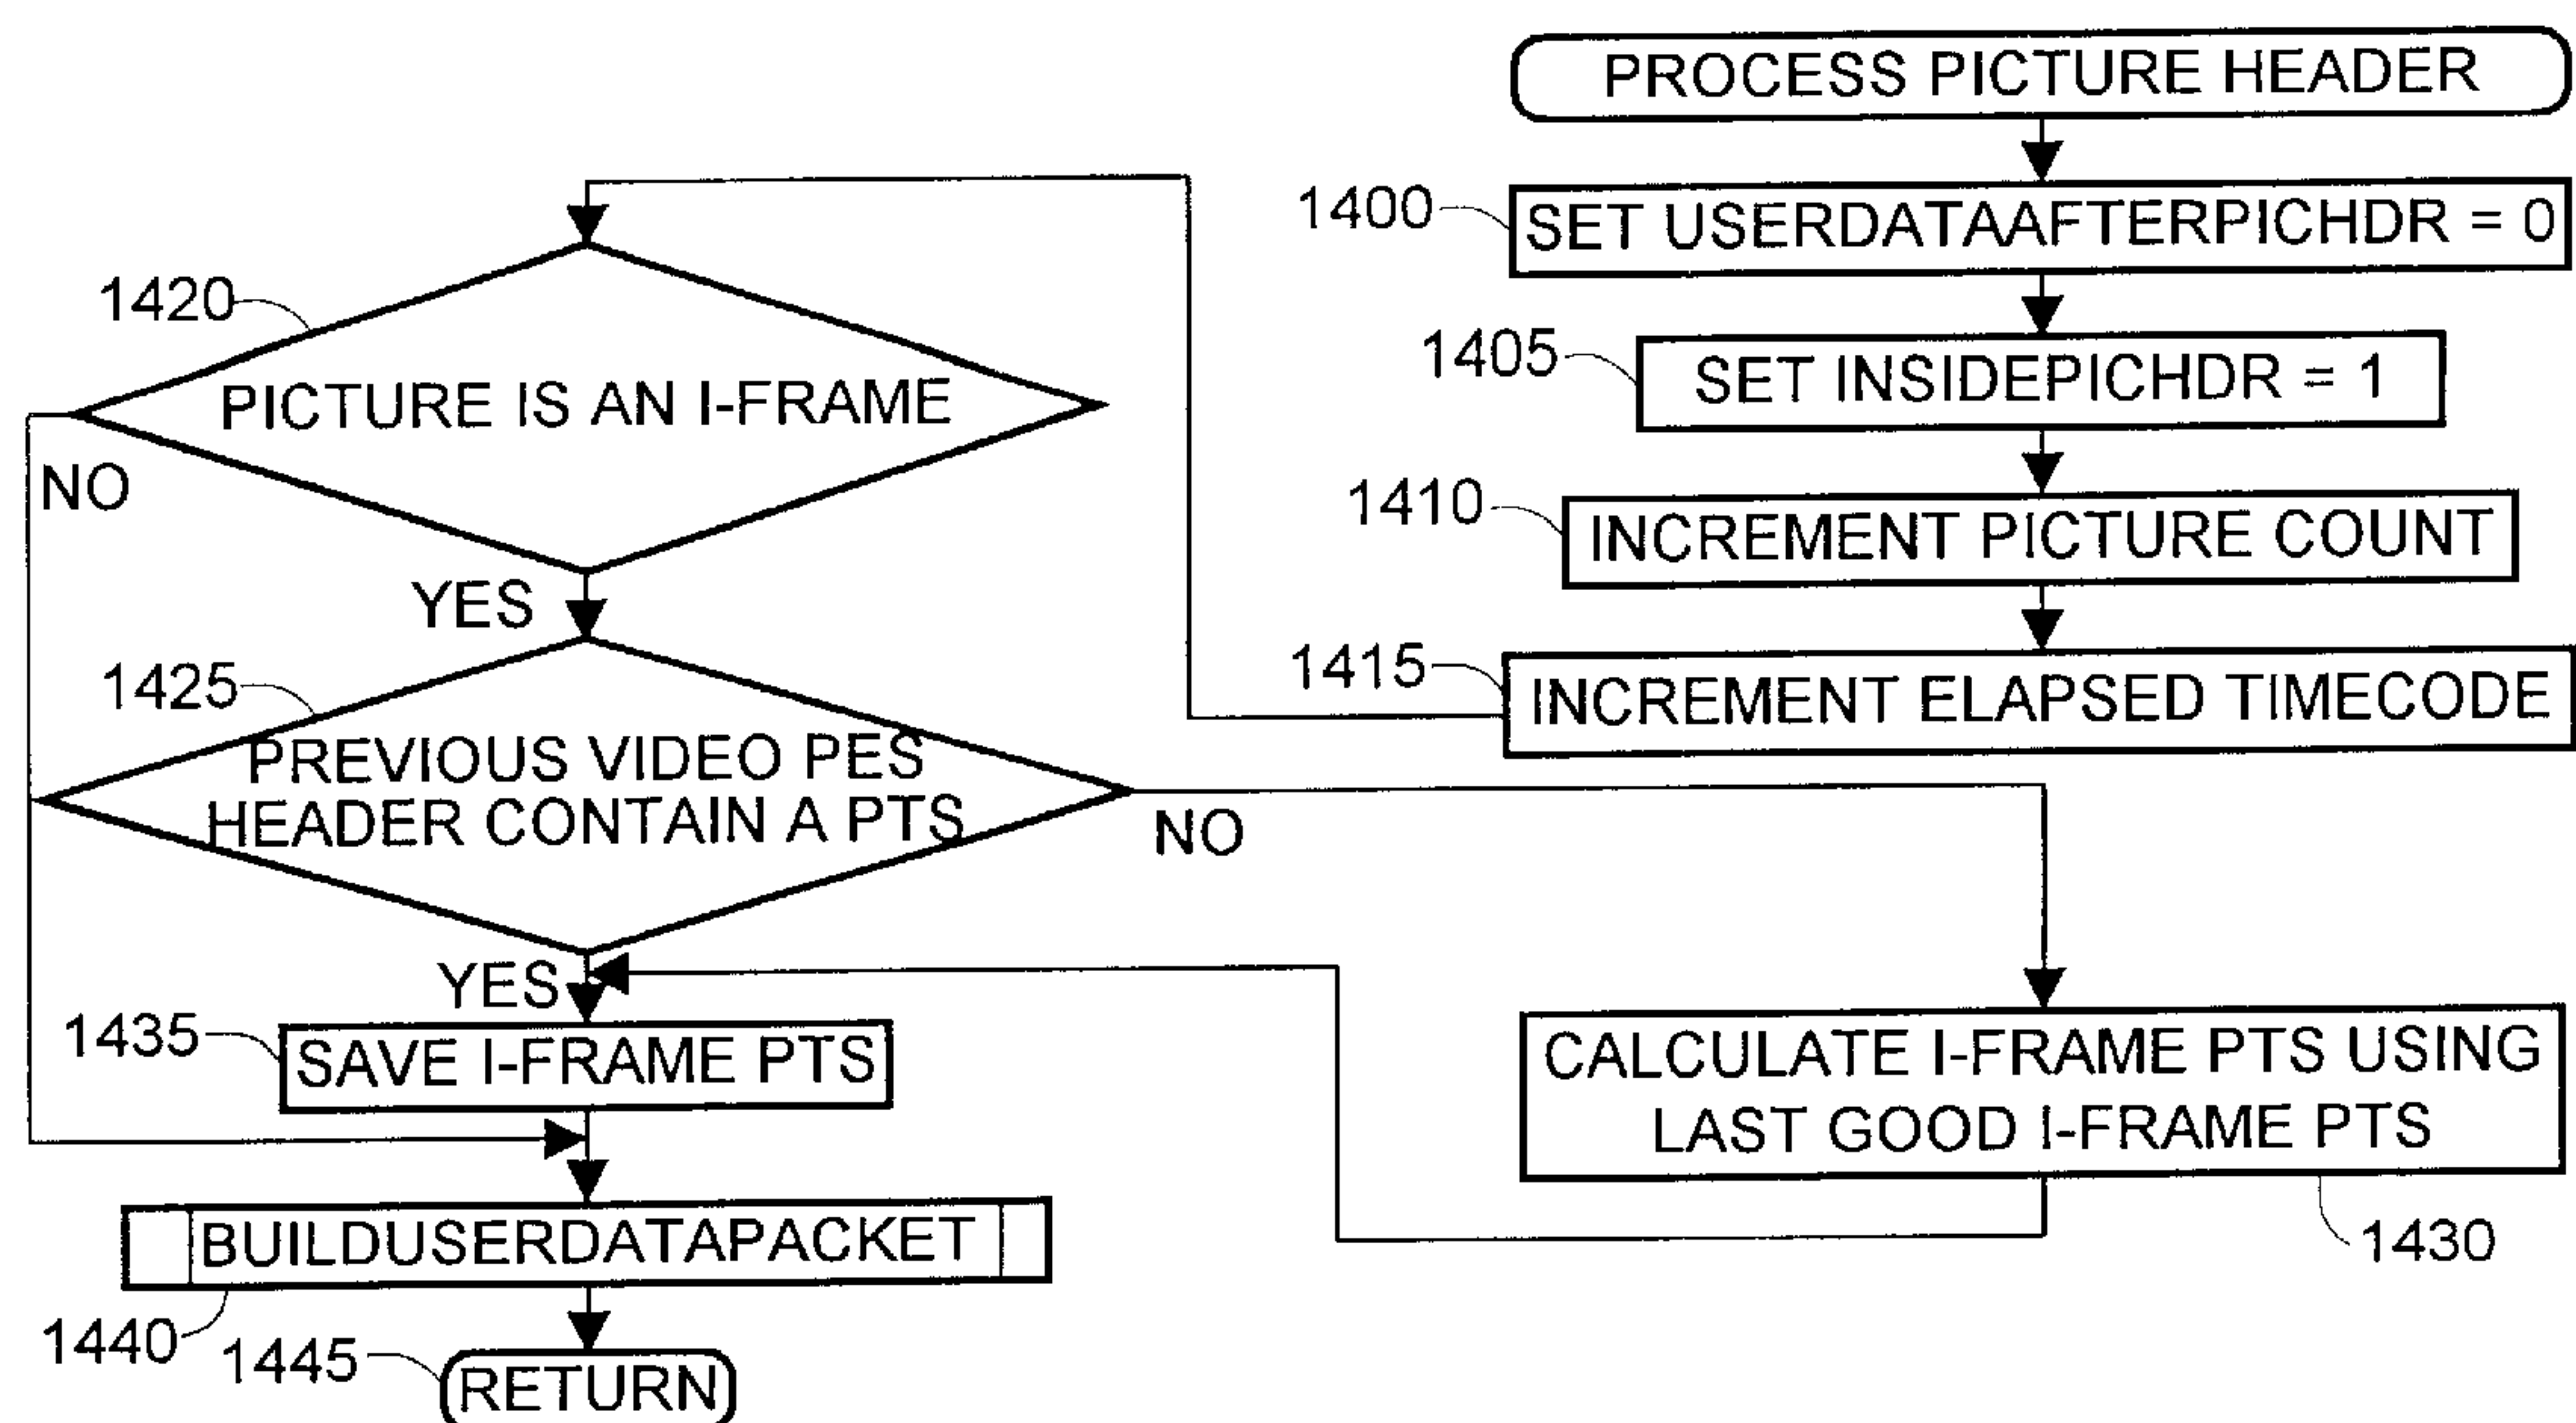 PROCESS PICTURE HEADER
1400
SET USERDATAAFTERPICHDR = 0
1405
SET INSIDEPICHDR = 1
1410
INCREMENT PICTURE COUNT
1415
INCREMENT ELAPSED TIMECODE
1420
PICTURE IS AN I-FRAME
NO
YES
1425
PREVIOUS VIDEO PES
HEADER CONTAIN A PTS
NO
YES
CALCULATE I-FRAME PTS USING
LAST GOOD I-FRAME PTS
1430
1435
SAVE I-FRAME PTS
BUILDUSERDATAPACKET
1440
1445
RETURN